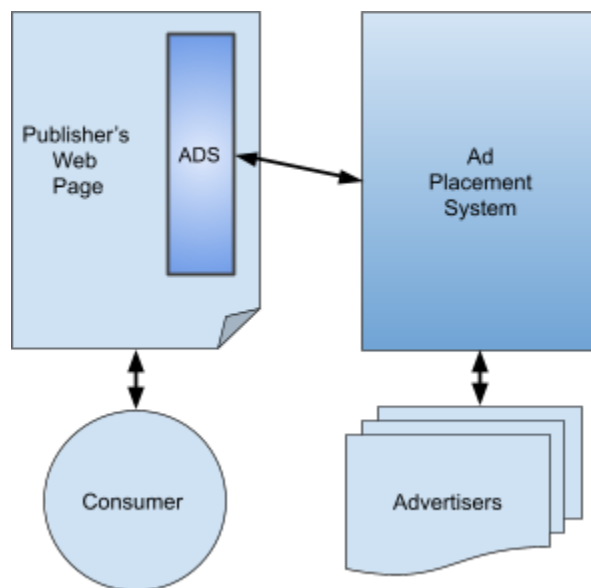 Publisher's
Web
Page
ADS
Ad
Placement
System
Consumer
Advertisers